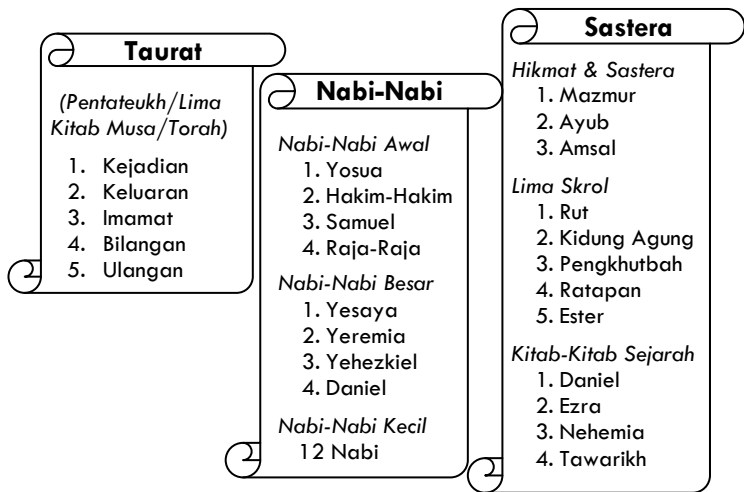 Taurat
(Pentateukh/Lima
Kitab Musa/Torah)
1. Kejadian
2. Keluaran
3. Imamat
4. Bilangan
5. Ulangan
Nabi-Nabi
Nabi-Nabi Awal
1. Yosua
2. Hakim-Hakim
3. Samuel
4. Raja-Raja
Nabi-Nabi Besar
1. Yesaya
2. Yeremia
3. Yehezkiel
4. Daniel
Nabi-Nabi Kecil
12 Nabi
Sastera
Hikmat & Sastera
1. Mazmur
2. Ayub
3. Amsal
Lima Skrol
1. Rut
2. Kidung Agung
3. Pengkhutbah
4. Ratapan
5. Ester
Kitab-Kitab Sejarah
1. Daniel
2. Ezra
3. Nehemia
4. Tawarikh